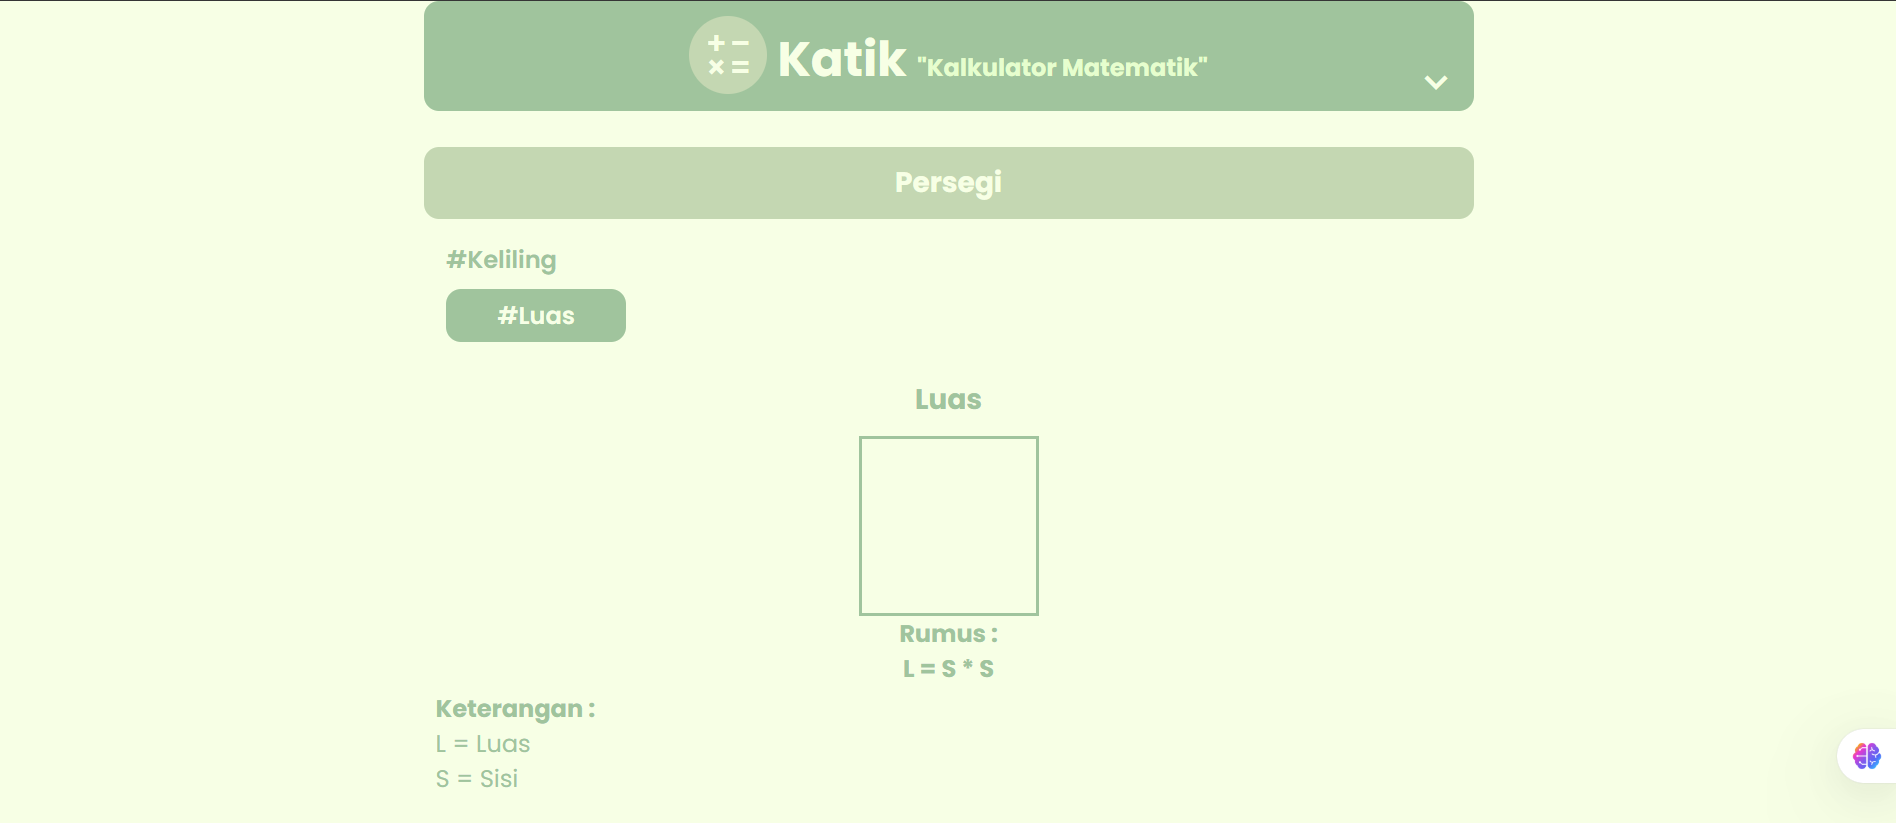 Katik "Kalkulator Matematik"
Persegi
#Keliling
#Luas
Luas
Rumus :
L = S * S
Keterangan :
L = Luas
S = Sisi